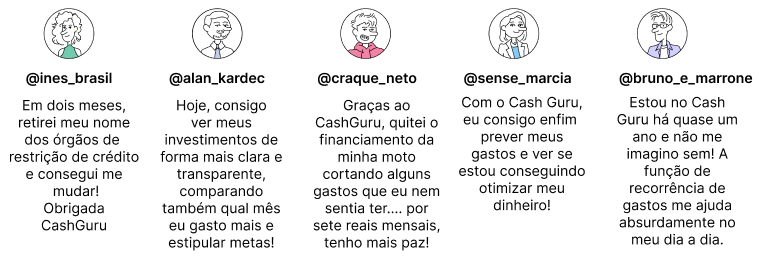 @ines_brasil
Em dois meses,
retirei meu nome
dos órgãos de
restrição de crédito
e consegui me
mudar!
Obrigada
CashGuru
@alan_kardec
Hoje, consigo
ver meus
investimentos de
forma mais clara e
transparente,
comparando
também qual mês
eu gasto mais e
estipular metas!
@craque_neto
Graças ao
CashGuru, quitei o
financiamento da
minha moto
cortando alguns
gastos que eu nem
sentia ter.... por
sete reais mensais,
tenho mais paz!
@sense_marcia
Com o Cash Guru,
eu consigo enfim
prever meus
gastos e ver se
estou conseguindo
otimizar meu
dinheiro!
@bruno_e_marrone
Estou no Cash
Guru há quase um
ano e não me
imagino sem! A
função de
recorrência de
gastos me ajuda
absurdamente no
meu dia a dia.